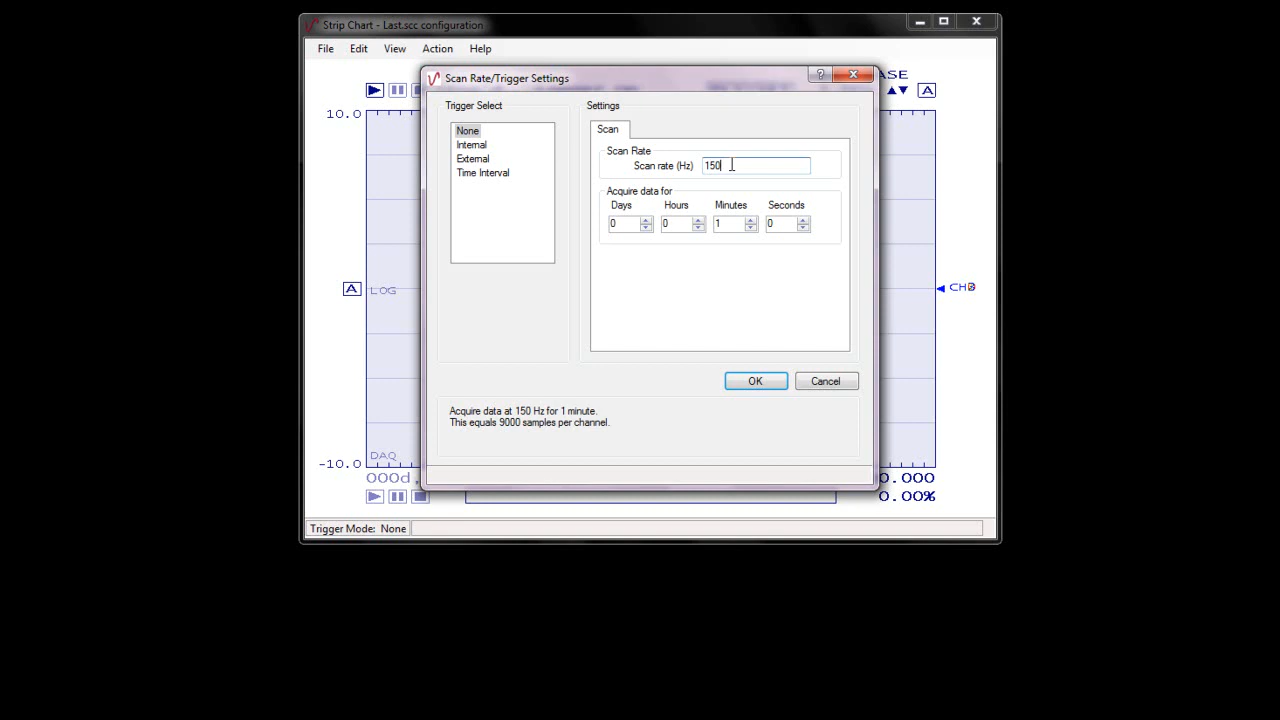 Strip Chart - Last.scc configuration
File Edit View Action Help
Scan Rate/Trigger Settings
ASE
Trigger Select
Settings
10.0
None
Internal
External
Time Interval
Scan
Scan Rate
Scan rate (Hz) 150
Acquire data for
Days Hours Minutes Seconds
0 0 1 0
A
A
LOG
OK Cancel
Acquire data at 150 Hz for 1 minute.
This equals 9000 samples per channel.
DAQ
-10.0
000d,
0.000
0.00%
Trigger Mode: None